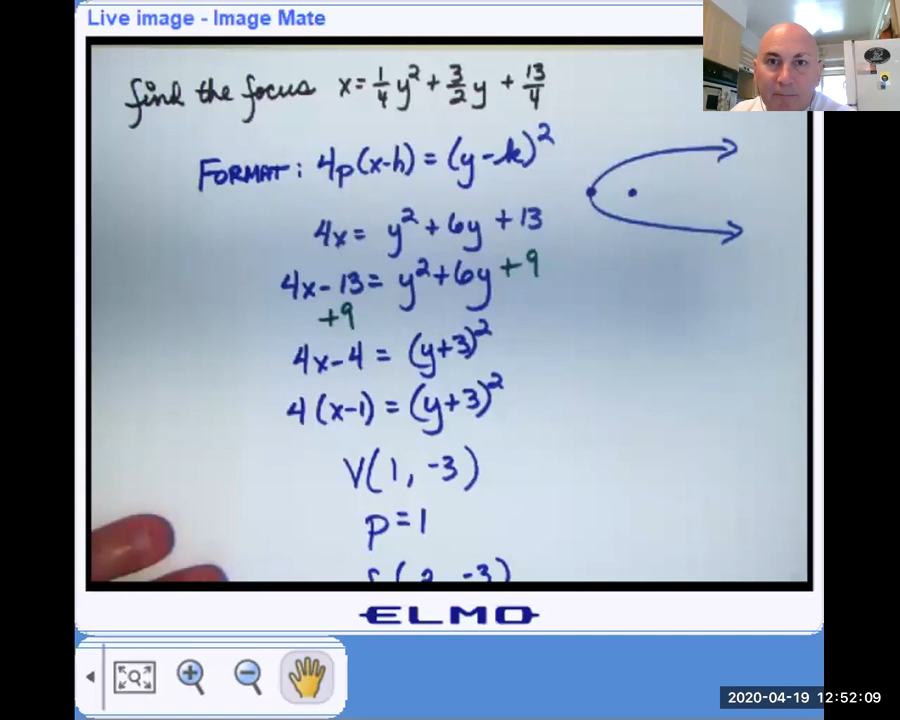 Live image - Image Mate
find the focus x = 1/4 y² + 3/2 y + 13/4
FORMAT: 4p(x-h) = (y-k)²
4x = y² + 6y + 13
4x - 13 = y² + 6y + 9
+9
4x - 4 = (y+3)²
4(x-1) = (y+3)²
V(1, -3)
p = 1
f(2, -3)
ELMO
2020-04-19 12:52:09